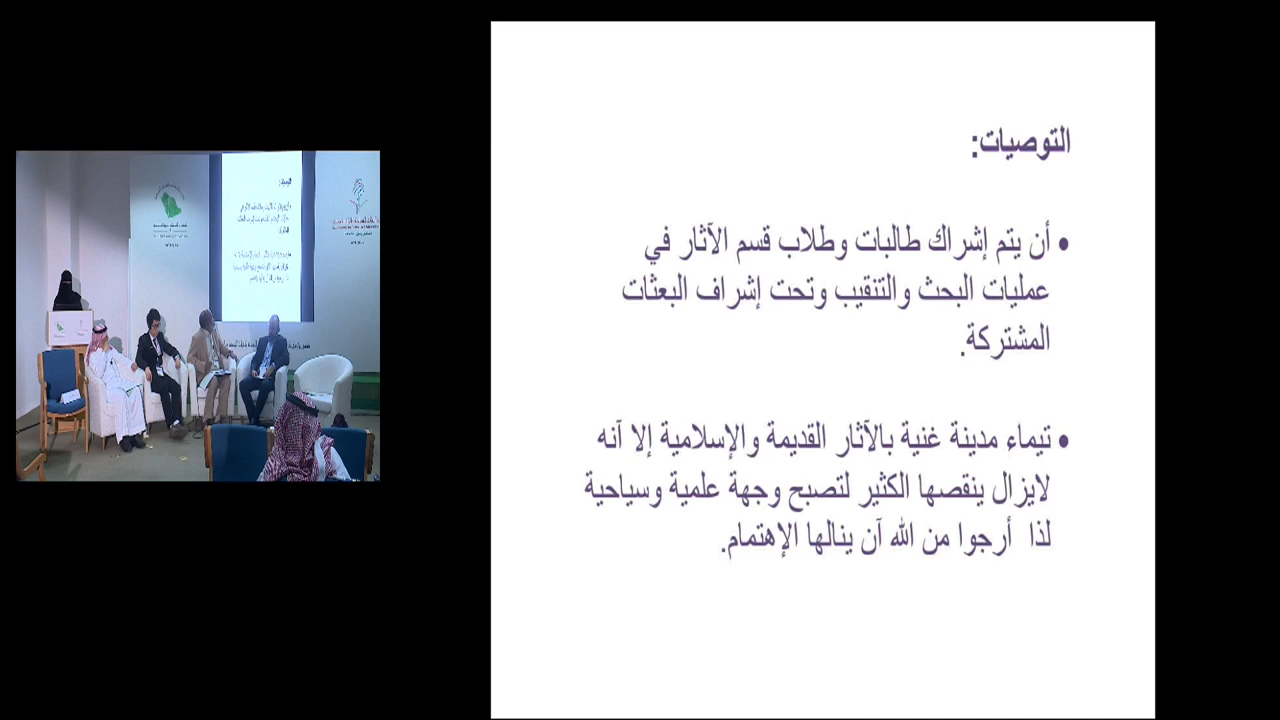 التوصيات:
• أن يتم إشراك طالبات وطلاب قسم الآثار في
عمليات البحث والتنقيب وتحت إشراف البعثات
المشتركة.
• تيماء مدينة غنية بالآثار القديمة والإسلامية إلا آنه
لايزال ينقصها الكثير لتصبح وجهة علمية وسياحية
لذا أرجوا من الله آن ينالها الإهتمام.